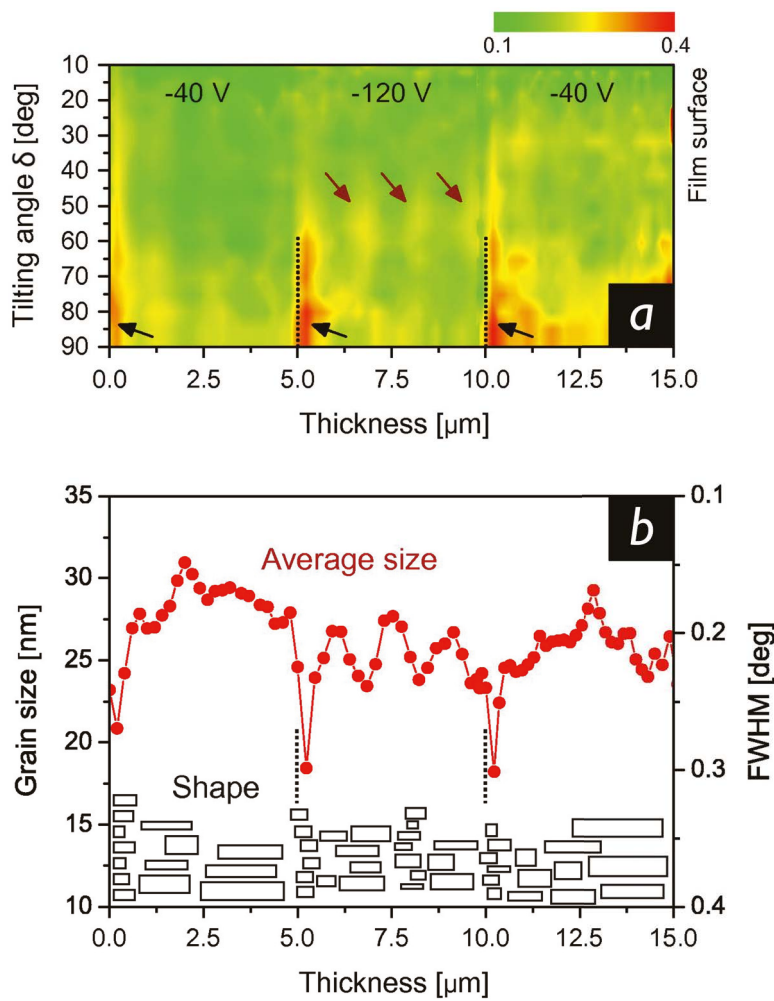 0.1 0.4
-40 V -120 V -40 V
10
20
30
40
50
60
70
80
90
Tilting angle δ [deg]
Film surface
a
0.0 2.5 5.0 7.5 10.0 12.5 15.0
Thickness [μm]
b
35
30
25
20
15
10
Grain size [nm]
Average size
Shape
0.1
0.2
0.3
0.4
FWHM [deg]
0.0 2.5 5.0 7.5 10.0 12.5 15.0
Thickness [μm]